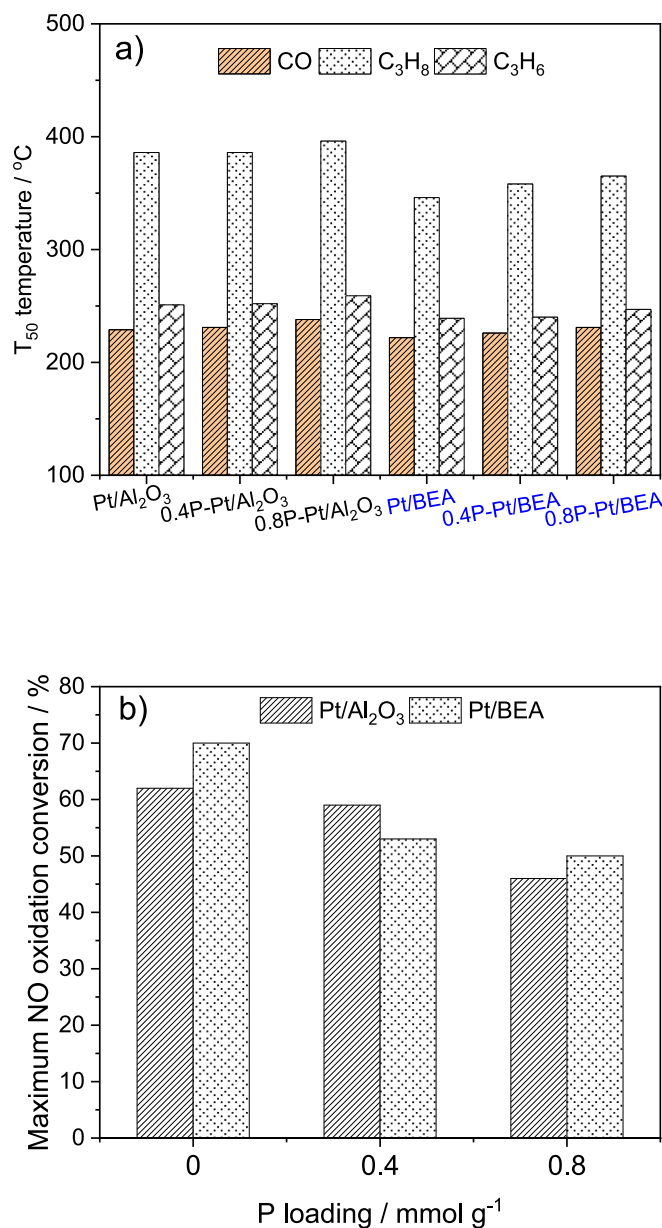 a)
CO C₃H₈ C₃H₆
T₅₀ temperature / °C
500
400
300
200
100
Pt/Al₂O₃ 0.4P-Pt/Al₂O₃ 0.8P-Pt/Al₂O₃ Pt/BEA 0.4P-Pt/BEA 0.8P-Pt/BEA
b)
Pt/Al₂O₃ Pt/BEA
Maximum NO oxidation conversion / %
80
70
60
50
40
30
20
10
0
0 0.4 0.8
P loading / mmol g⁻¹